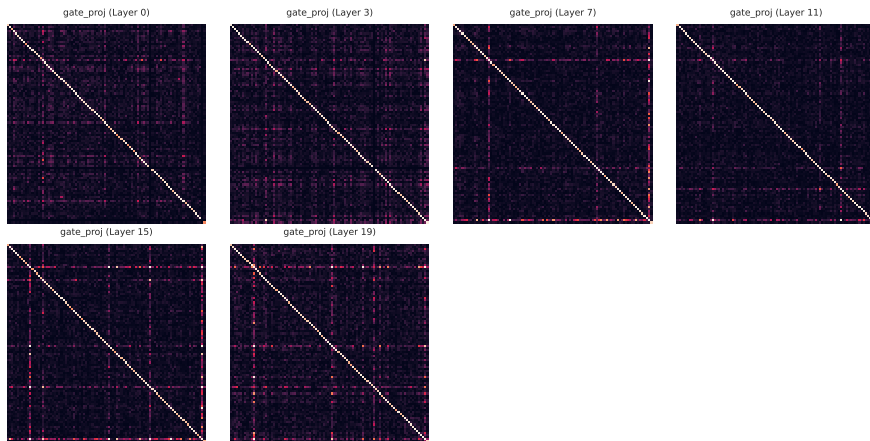 gate_proj (Layer 0)
gate_proj (Layer 3)
gate_proj (Layer 7)
gate_proj (Layer 11)
gate_proj (Layer 15)
gate_proj (Layer 19)